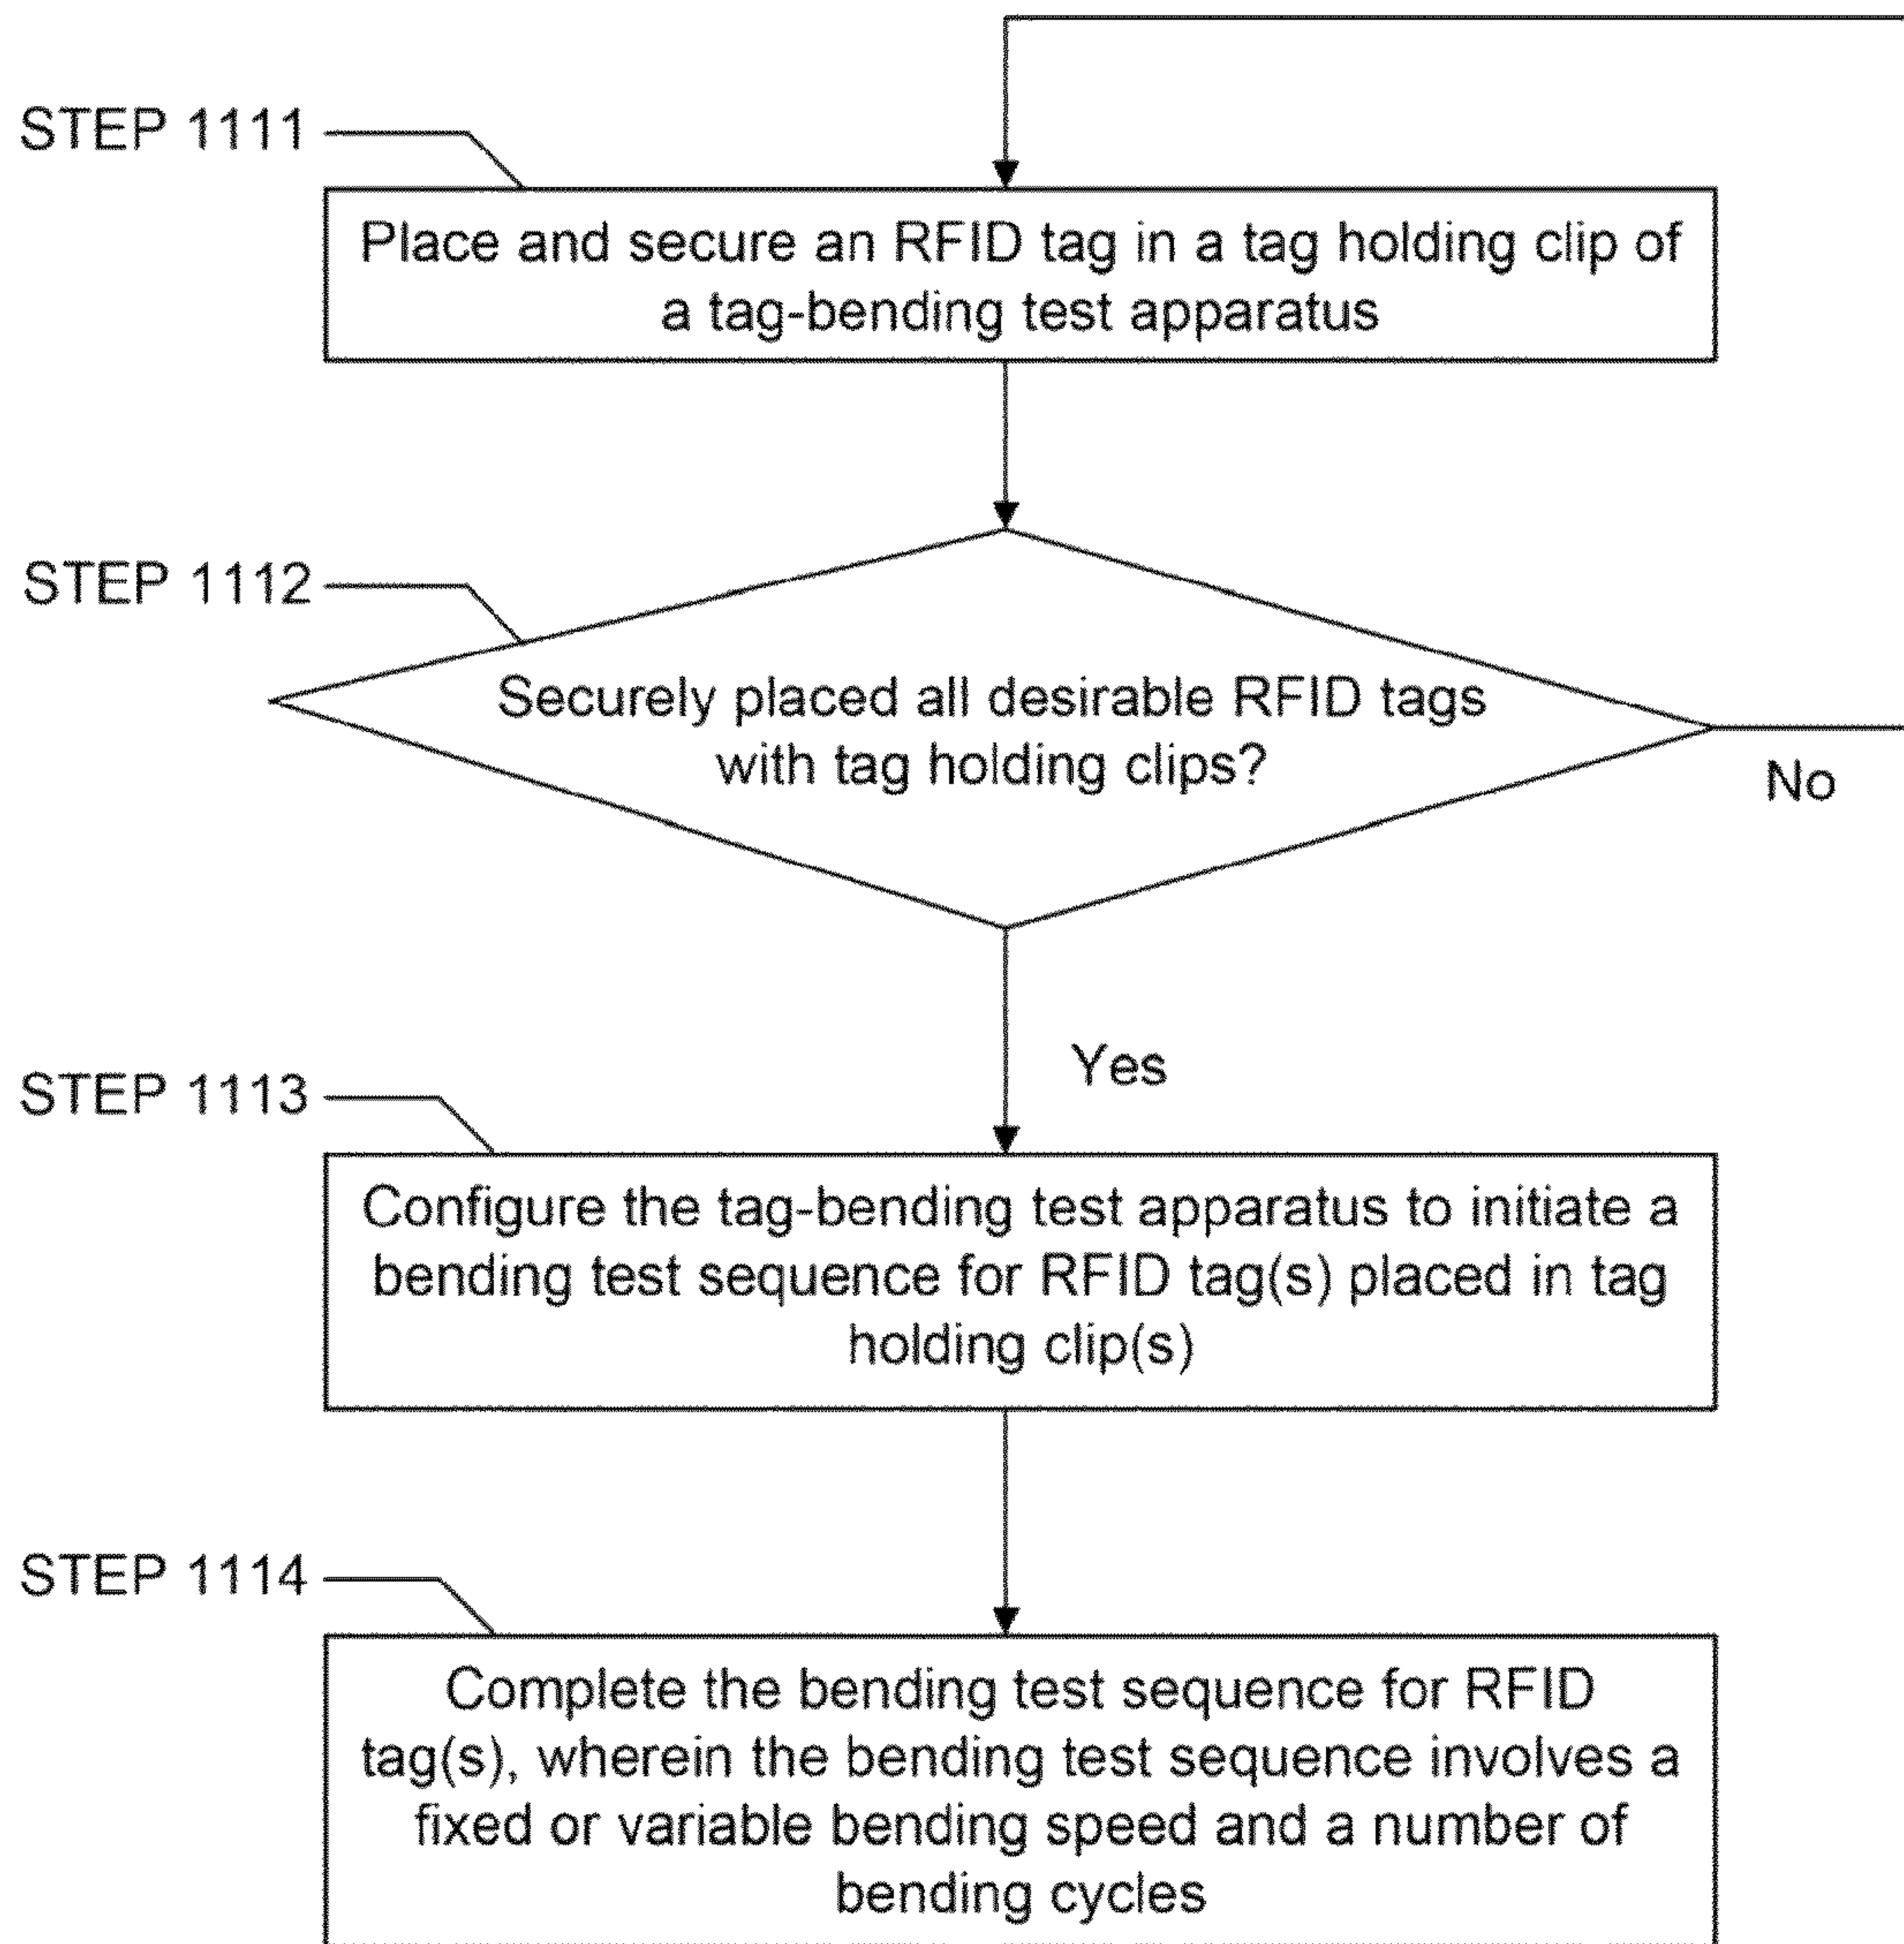 STEP 1111
Place and secure an RFID tag in a tag holding clip of
a tag-bending test apparatus
STEP 1112
Securely placed all desirable RFID tags
with tag holding clips?
No
Yes
STEP 1113
Configure the tag-bending test apparatus to initiate a
bending test sequence for RFID tag(s) placed in tag
holding clip(s)
STEP 1114
Complete the bending test sequence for RFID
tag(s), wherein the bending test sequence involves a
fixed or variable bending speed and a number of
bending cycles